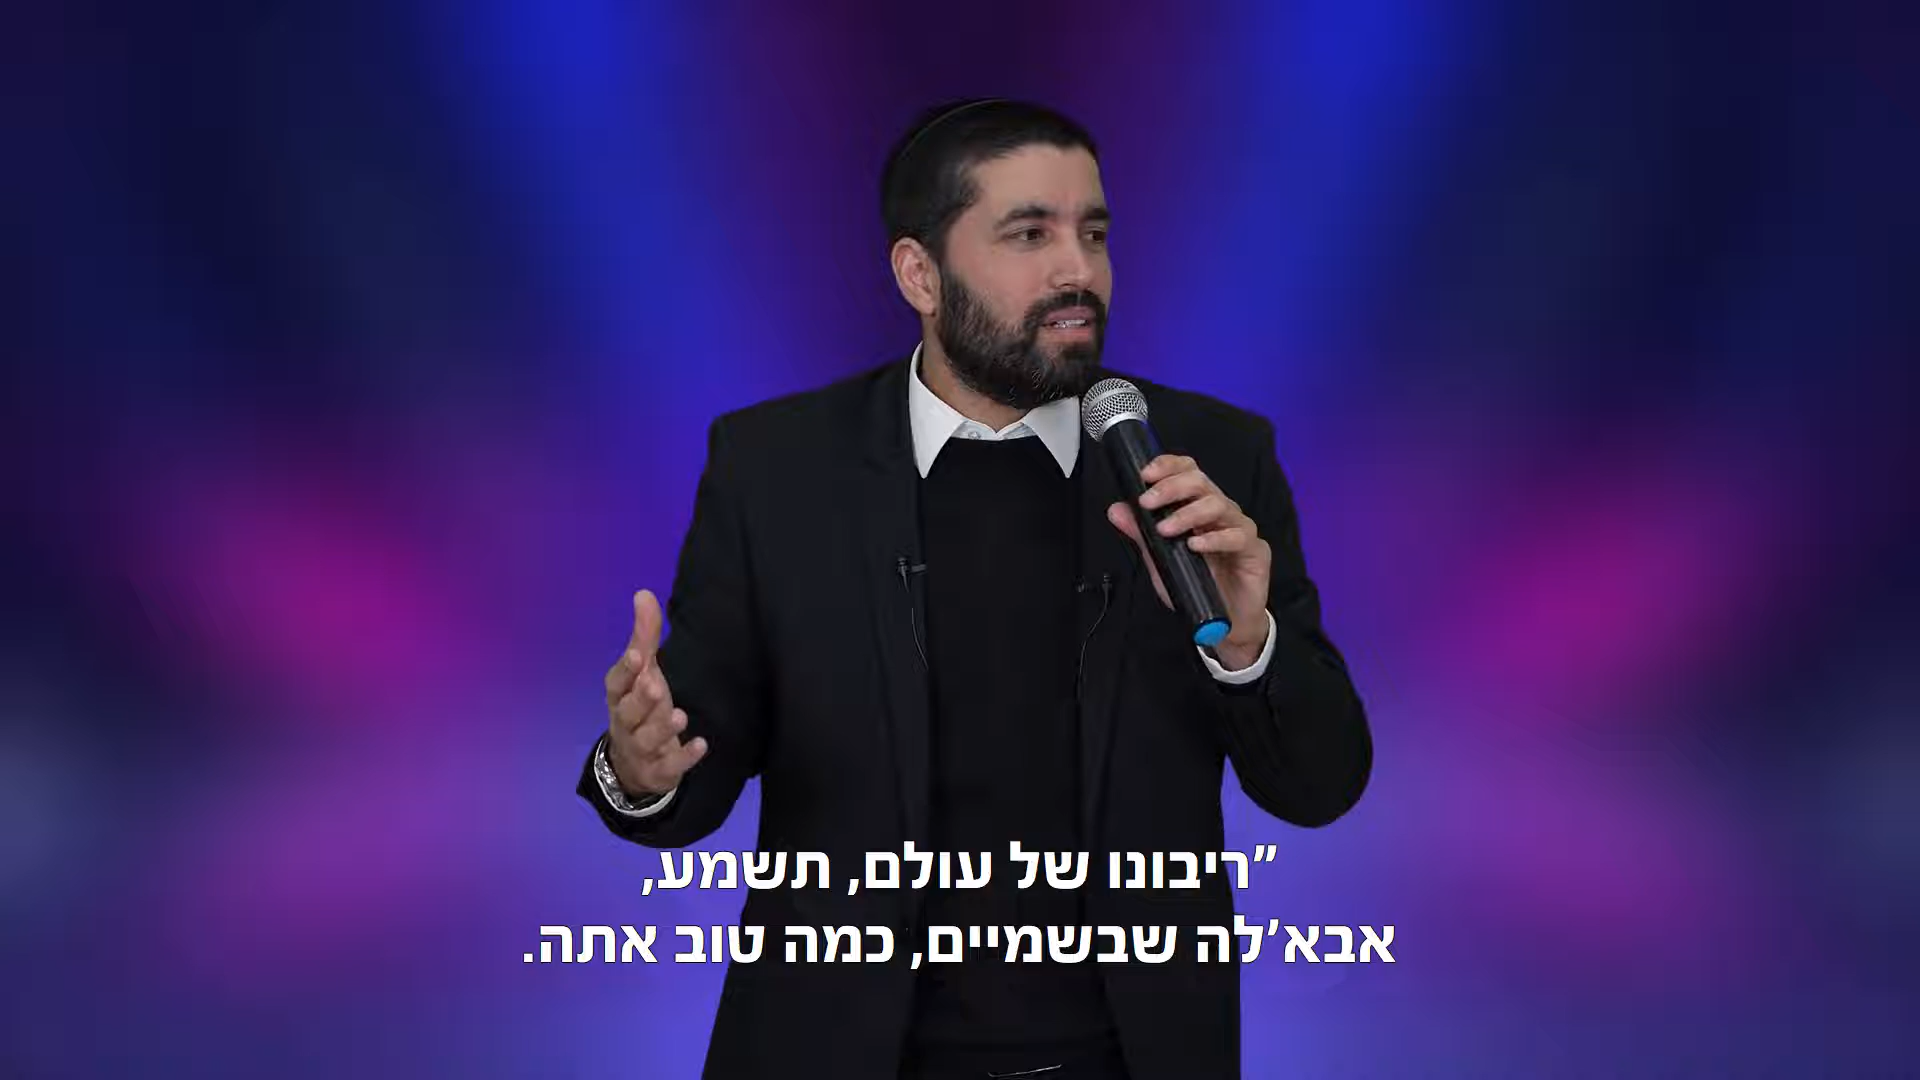 "ריבונו של עולם, תשמע,
אבא'לה שבשמיים, כמה טוב אתה.